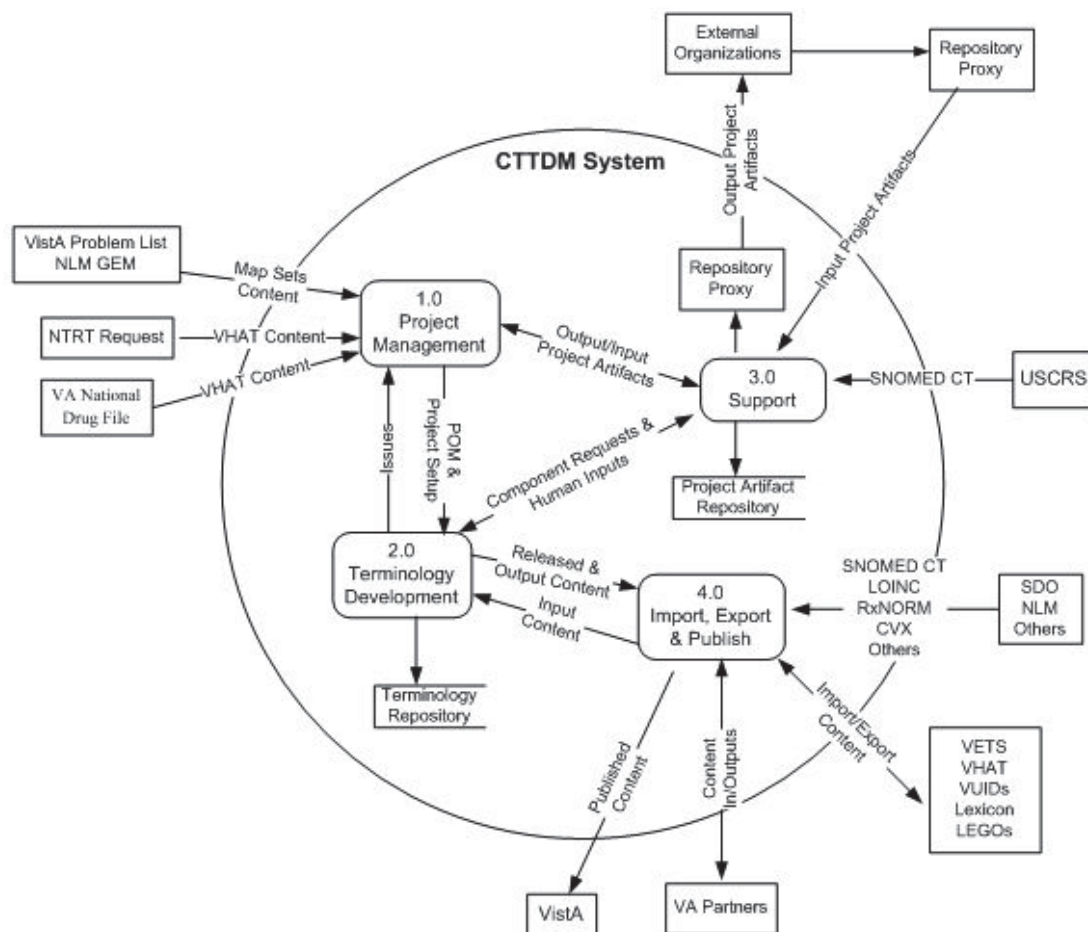 External
Organizations
Repository
Proxy
Output Project
Artifacts
Input Project Artifacts
CTTDM System
VistA Problem List
NLM GEM
Map Sets
Content
Repository
Proxy
1.0
Project
Management
NTRT Request
VHAT Content
Output/Input
Project Artifacts
VA National
Drug File
VHAT Content
3.0
Support
SNOMED CT
USCRS
Issues
POM &
Project Setup
Component Requests &
Human Inputs
Project Artifact
Repository
2.0
Terminology
Development
Released &
Output Content
Input
Content
4.0
Import, Export
& Publish
SNOMED CT
LOINC
RxNORM
CVX
Others
SDO
NLM
Others
Terminology
Repository
Import/Export
Content
Published
Content
Content
In/Outputs
VETS
VHAT
VUIDs
Lexicon
LEGOs
VistA
VA Partners